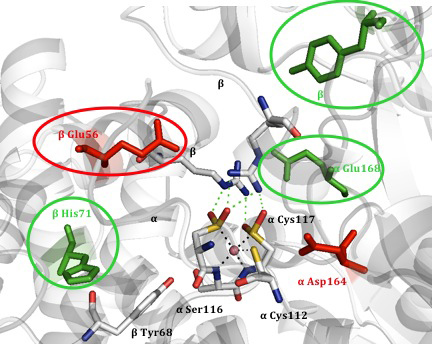 β
β
β Glu56
β
α Glu168
β His71
α
α Cys117
α Asp164
α Ser116
α Cys112
β Tyr68